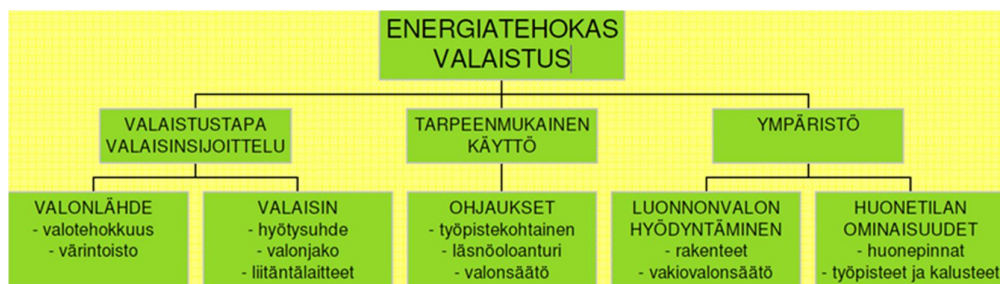 ENERGIATEHOKAS
VALAISTUS
VALAISTUSTAPA
VALAISINSIJOITTELU
TARPEENMUKAINEN
KÄYTTÖ
YMPÄRISTÖ
VALONLÄHDE
- valotehokkuus
- värintoisto
VALAISIN
- hyötysuhde
- valonjako
- liitäntälaitteet
OHJAUKSET
- työpistekohtainen
- läsnöoloanturi
- valonsäätö
LUONNONVALON
HYÖDYNTÄMINEN
- rakenteet
- vakiovalonsäätö
HUONETILAN
OMINAISUUDET
- huonepinnat
- työpisteet ja kalusteet